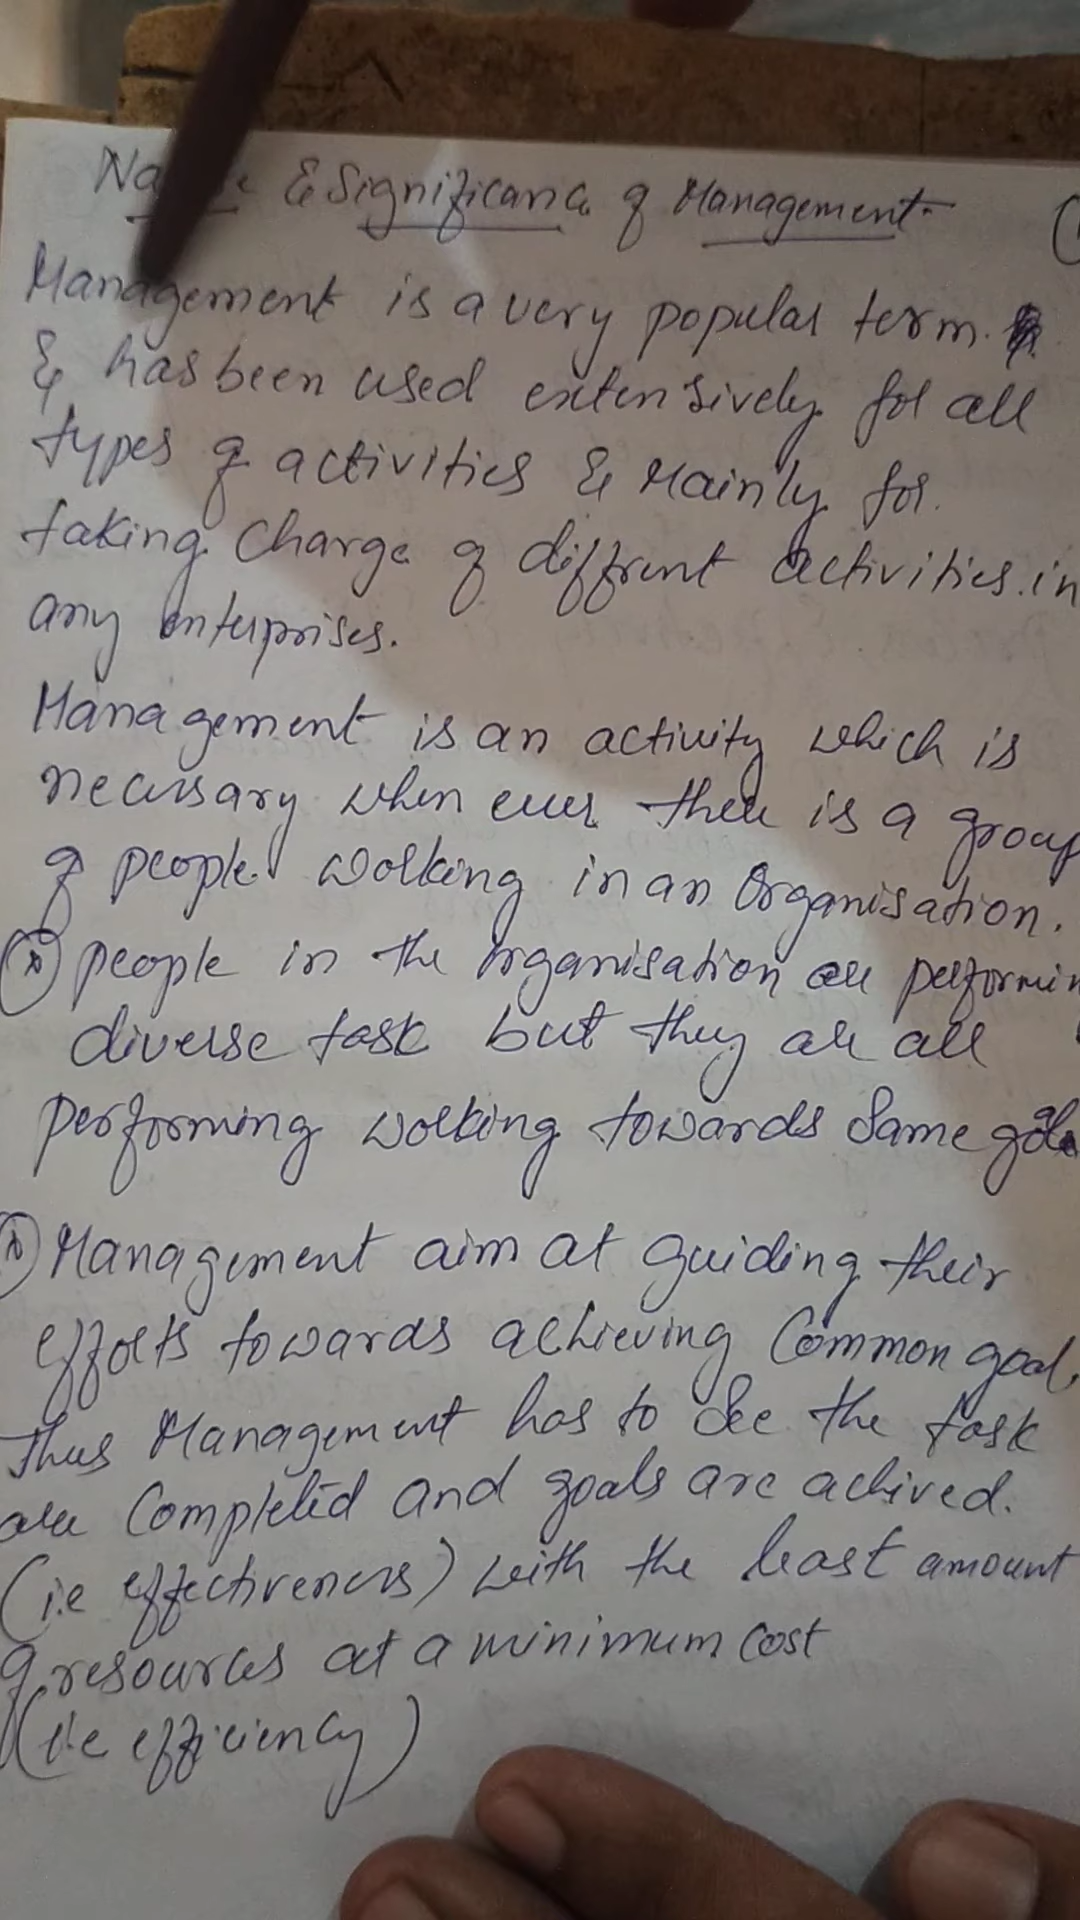 & Significance of Management
Management is a very popular term.
& has been used extensively for all
types of activities & Mainly for.
taking Charge of diffrent activities in
any enterprises.
Management is an activity which is
necessary when ever there is a group
of people working in an Organisation.
people in the organisation are performin
diverse task but they are all
performing working towards Same goal
Management aim at guiding their
efforts towards achieving Common goal.
Thus Management has to See the task
are Completed and goals are achived.
(i.e effectiveness) with the least amount
of resources at a minimum Cost
(i.e efficiency)